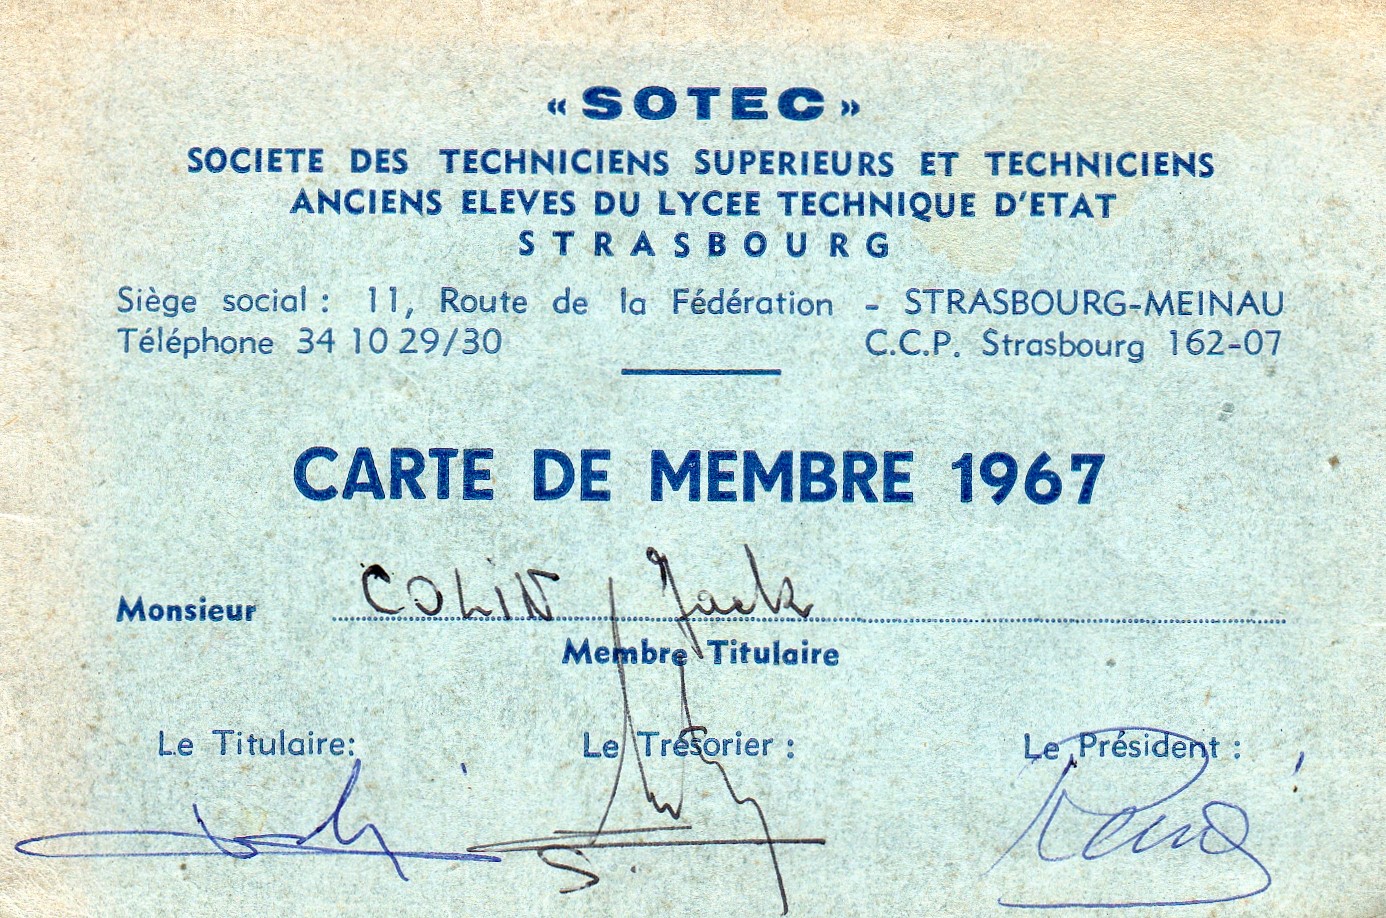 « SOTEC »
SOCIETE DES TECHNICIENS SUPERIEURS ET TECHNICIENS
ANCIENS ELEVES DU LYCEE TECHNIQUE D'ETAT
STRASBOURG
Siège social : 11, Route de la Fédération - STRASBOURG-MEINAU
Téléphone 34 10 29/30 C.C.P. Strasbourg 162-07
CARTE DE MEMBRE 1967
Monsieur COLIN Jack
Membre Titulaire
Le Titulaire: Le Trésorier : Le Président :